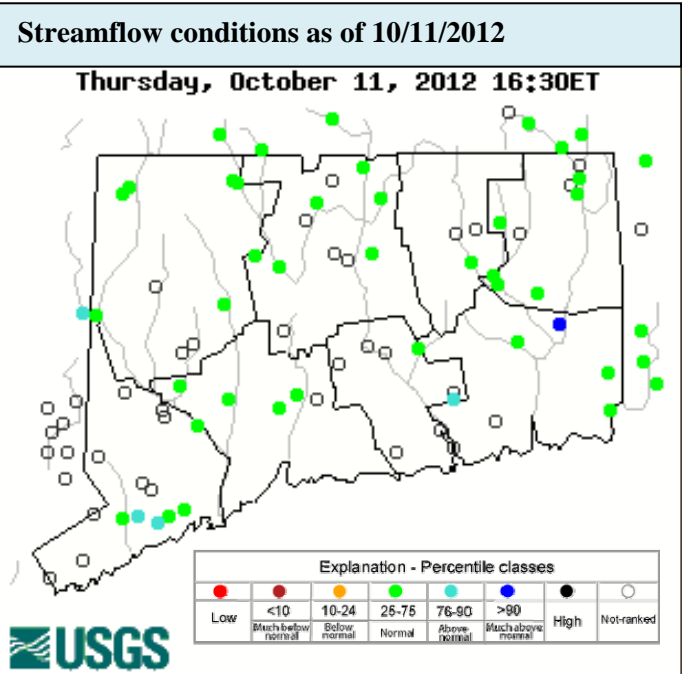 Streamflow conditions as of 10/11/2012
Thursday, October 11, 2012 16:30ET
Explanation - Percentile classes
Low <10 10-24 25-75 76-90 >90 High Not-ranked
Much below normal Below normal Normal Above normal Much above normal
USGS